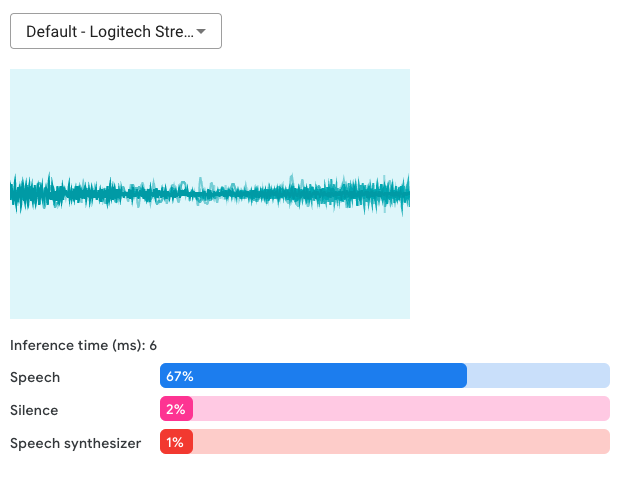 Default - Logitech Stre...
Inference time (ms): 6
Speech 67%
Silence 2%
Speech synthesizer 1%